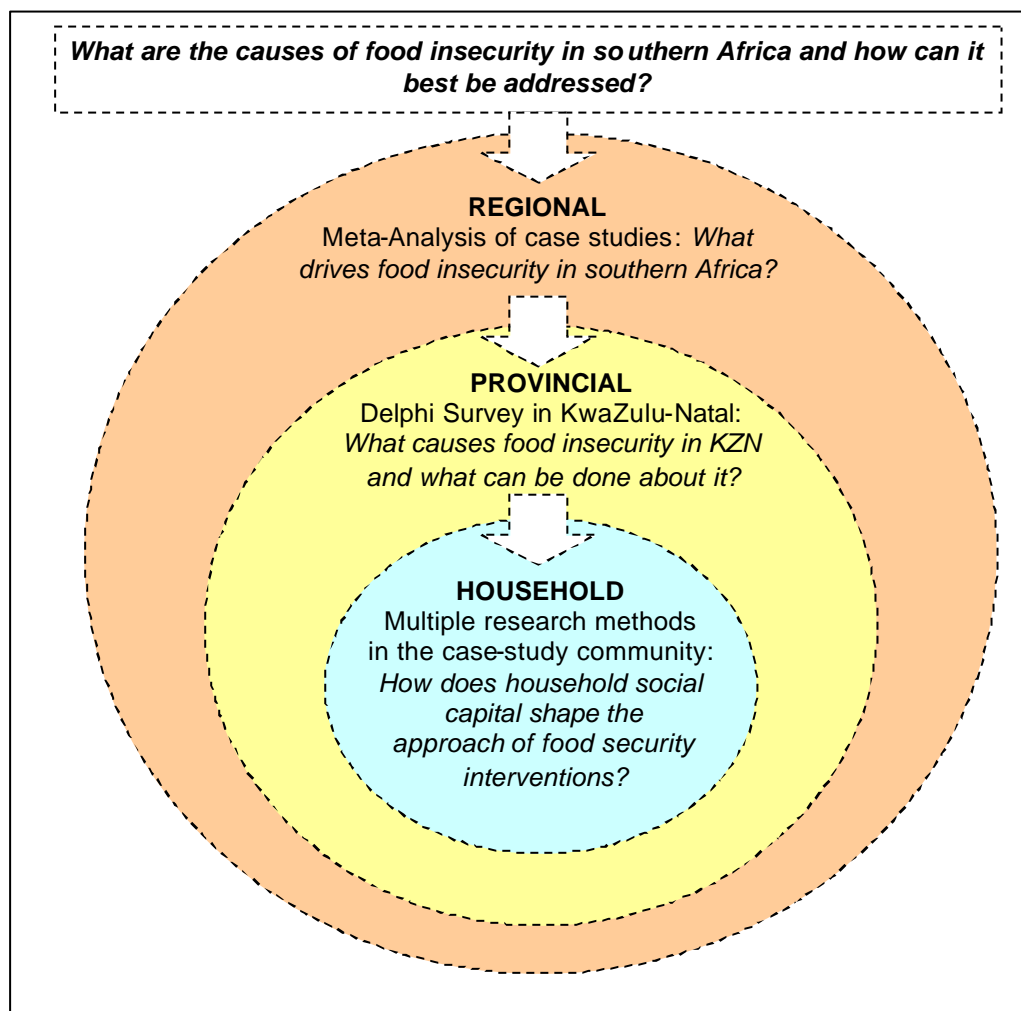 What are the causes of food insecurity in southern Africa and how can it
best be addressed?
REGIONAL
Meta-Analysis of case studies: What
drives food insecurity in southern Africa?
PROVINCIAL
Delphi Survey in KwaZulu-Natal:
What causes food insecurity in KZN
and what can be done about it?
HOUSEHOLD
Multiple research methods
in the case-study community:
How does household social
capital shape the
approach of food security
interventions?